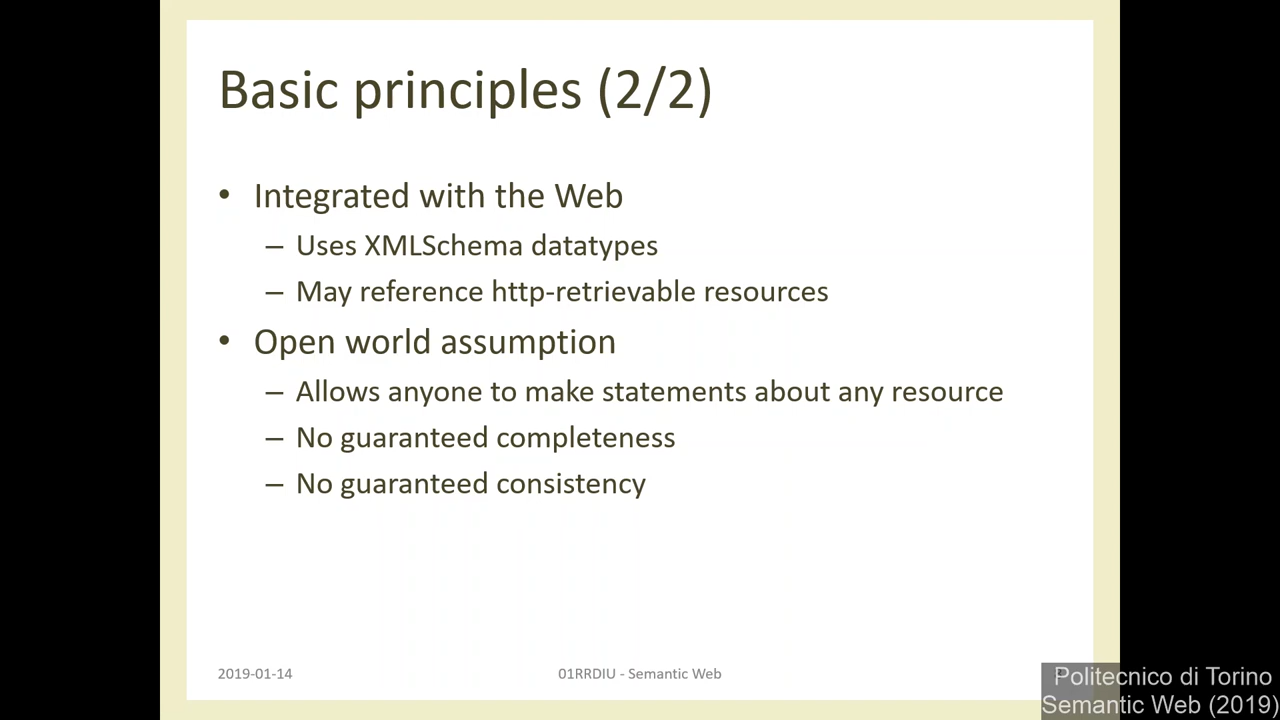 Basic principles (2/2)
• Integrated with the Web
– Uses XMLSchema datatypes
– May reference http-retrievable resources
• Open world assumption
– Allows anyone to make statements about any resource
– No guaranteed completeness
– No guaranteed consistency
2019-01-14
01RRDIU - Semantic Web
Politecnico di Torino
Semantic Web (2019)